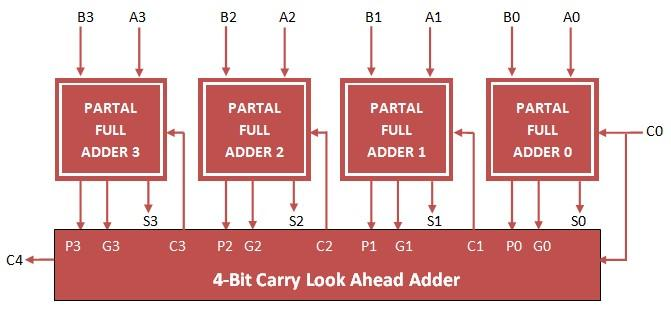 B3 A3 B2 A2 B1 A1 B0 A0
PARTAL PARTAL PARTAL PARTAL
FULL FULL FULL FULL
ADDER 3 ADDER 2 ADDER 1 ADDER 0
C0
S3 S2 S1 S0
P3 G3 C3 P2 G2 C2 P1 G1 C1 P0 G0
C4
4-Bit Carry Look Ahead Adder